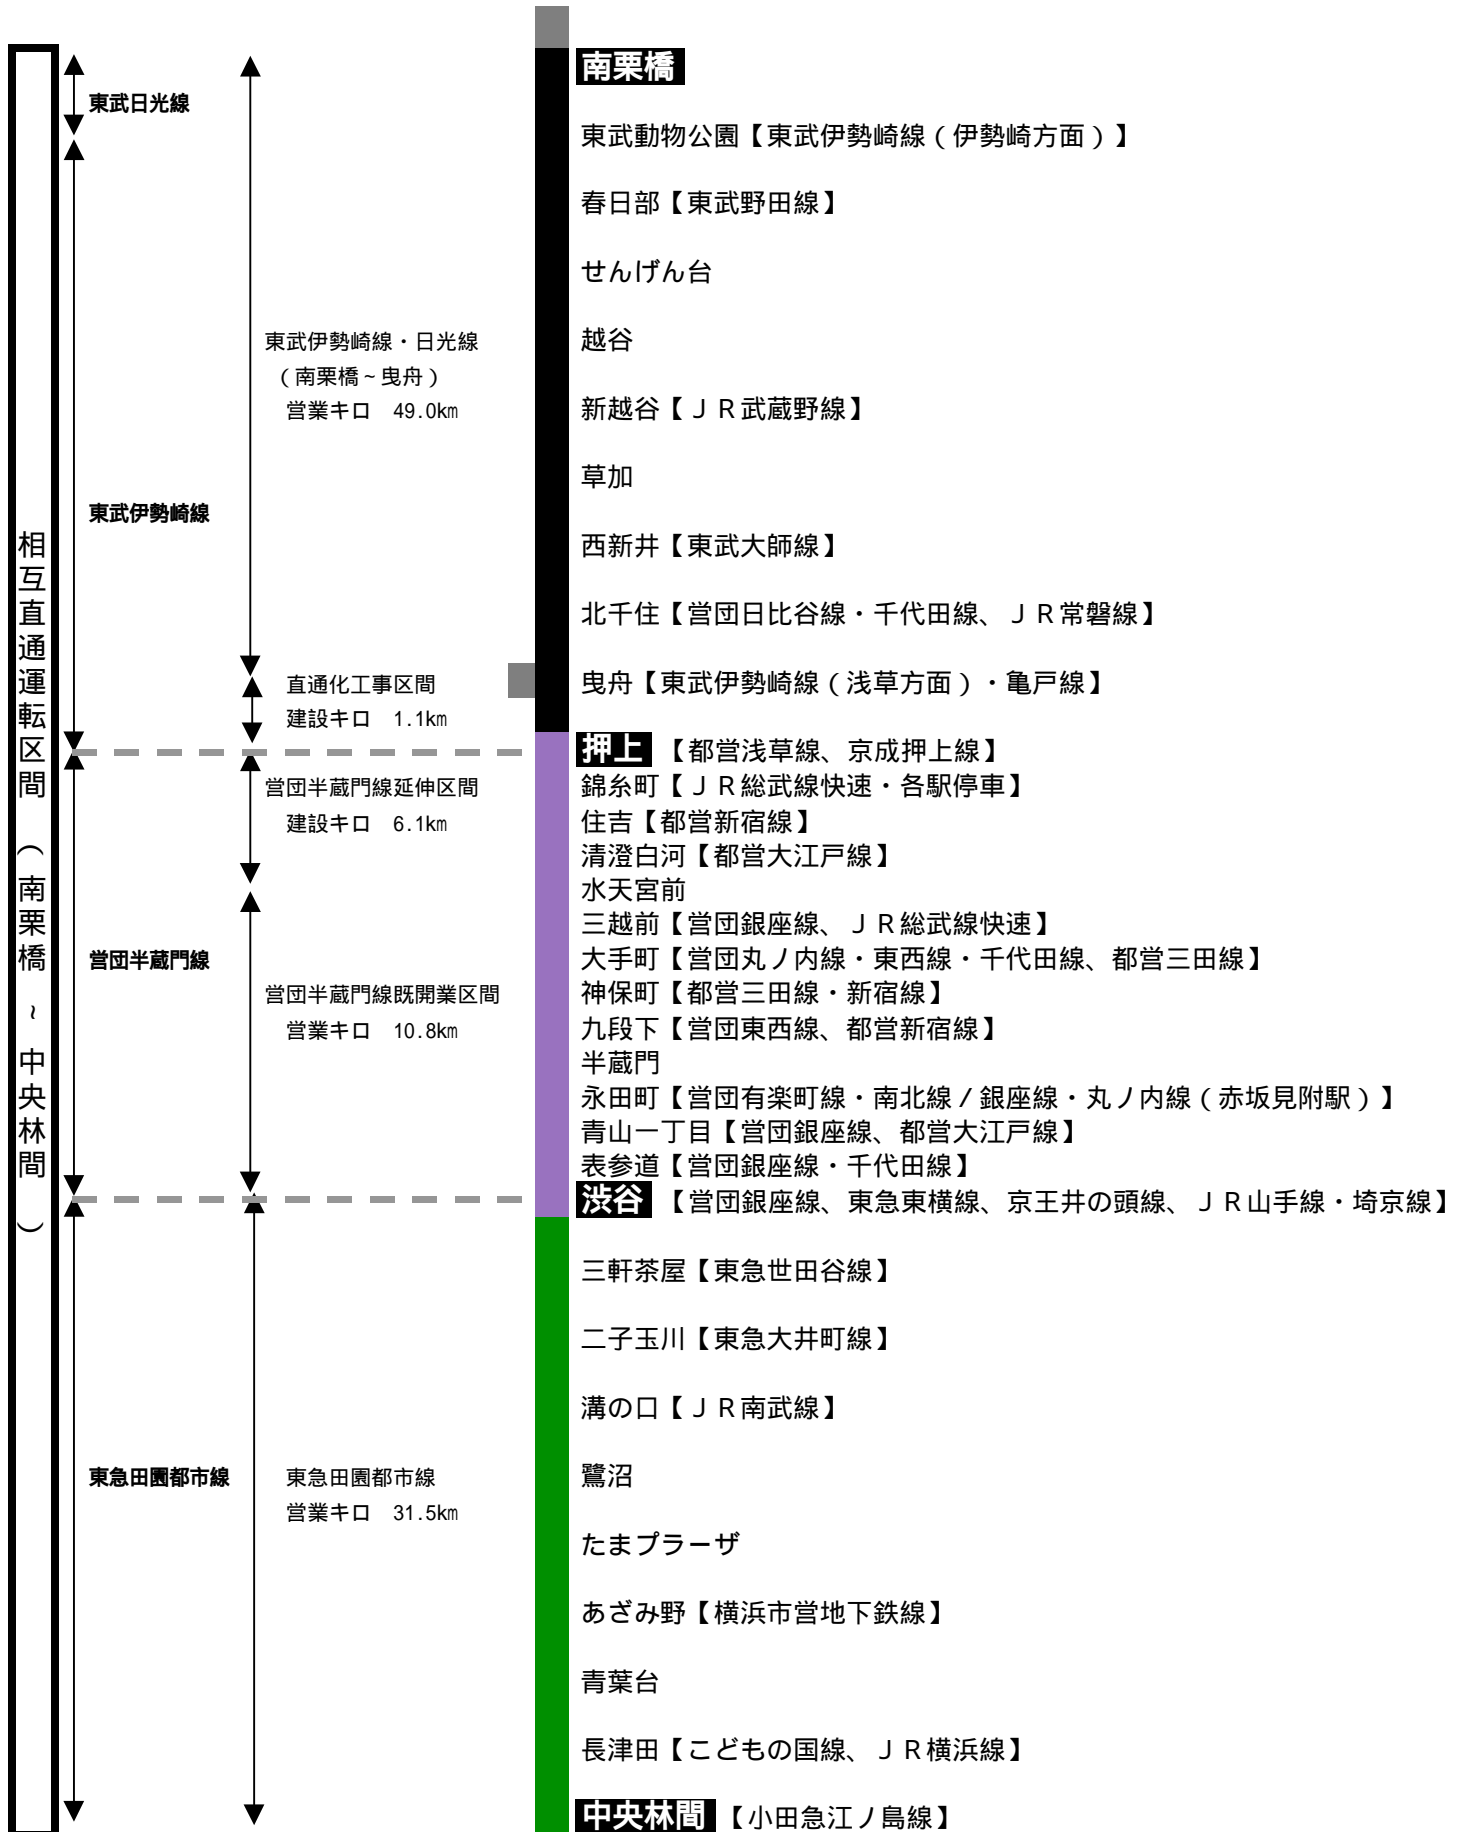 相互直通運転区間（南栗橋～中央林間）
東武日光線
東武伊勢崎線
営団半蔵門線
東急田園都市線
東武伊勢崎線・日光線
（南栗橋～曳舟）
営業キロ　49.0km
直通化工事区間
建設キロ　1.1km
営団半蔵門線延伸区間
建設キロ　6.1km
営団半蔵門線既開業区間
営業キロ　10.8km
東急田園都市線
営業キロ　31.5km
南栗橋
東武動物公園【東武伊勢崎線（伊勢崎方面）】
春日部【東武野田線】
せんげん台
越谷
新越谷【ＪＲ武蔵野線】
草加
西新井【東武大師線】
北千住【営団日比谷線・千代田線、ＪＲ常磐線】
曳舟【東武伊勢崎線（浅草方面）・亀戸線】
押上【都営浅草線、京成押上線】
錦糸町【ＪＲ総武線快速・各駅停車】
住吉【都営新宿線】
清澄白河【都営大江戸線】
水天宮前
三越前【営団銀座線、ＪＲ総武線快速】
大手町【営団丸ノ内線・東西線・千代田線、都営三田線】
神保町【都営三田線・新宿線】
九段下【営団東西線、都営新宿線】
半蔵門
永田町【営団有楽町線・南北線／銀座線・丸ノ内線（赤坂見附駅）】
青山一丁目【営団銀座線、都営大江戸線】
表参道【営団銀座線・千代田線】
渋谷【営団銀座線、東急東横線、京王井の頭線、ＪＲ山手線・埼京線】
三軒茶屋【東急世田谷線】
二子玉川【東急大井町線】
溝の口【ＪＲ南武線】
鷺沼
たまプラーザ
あざみ野【横浜市営地下鉄線】
青葉台
長津田【こどもの国線、ＪＲ横浜線】
中央林間【小田急江ノ島線】